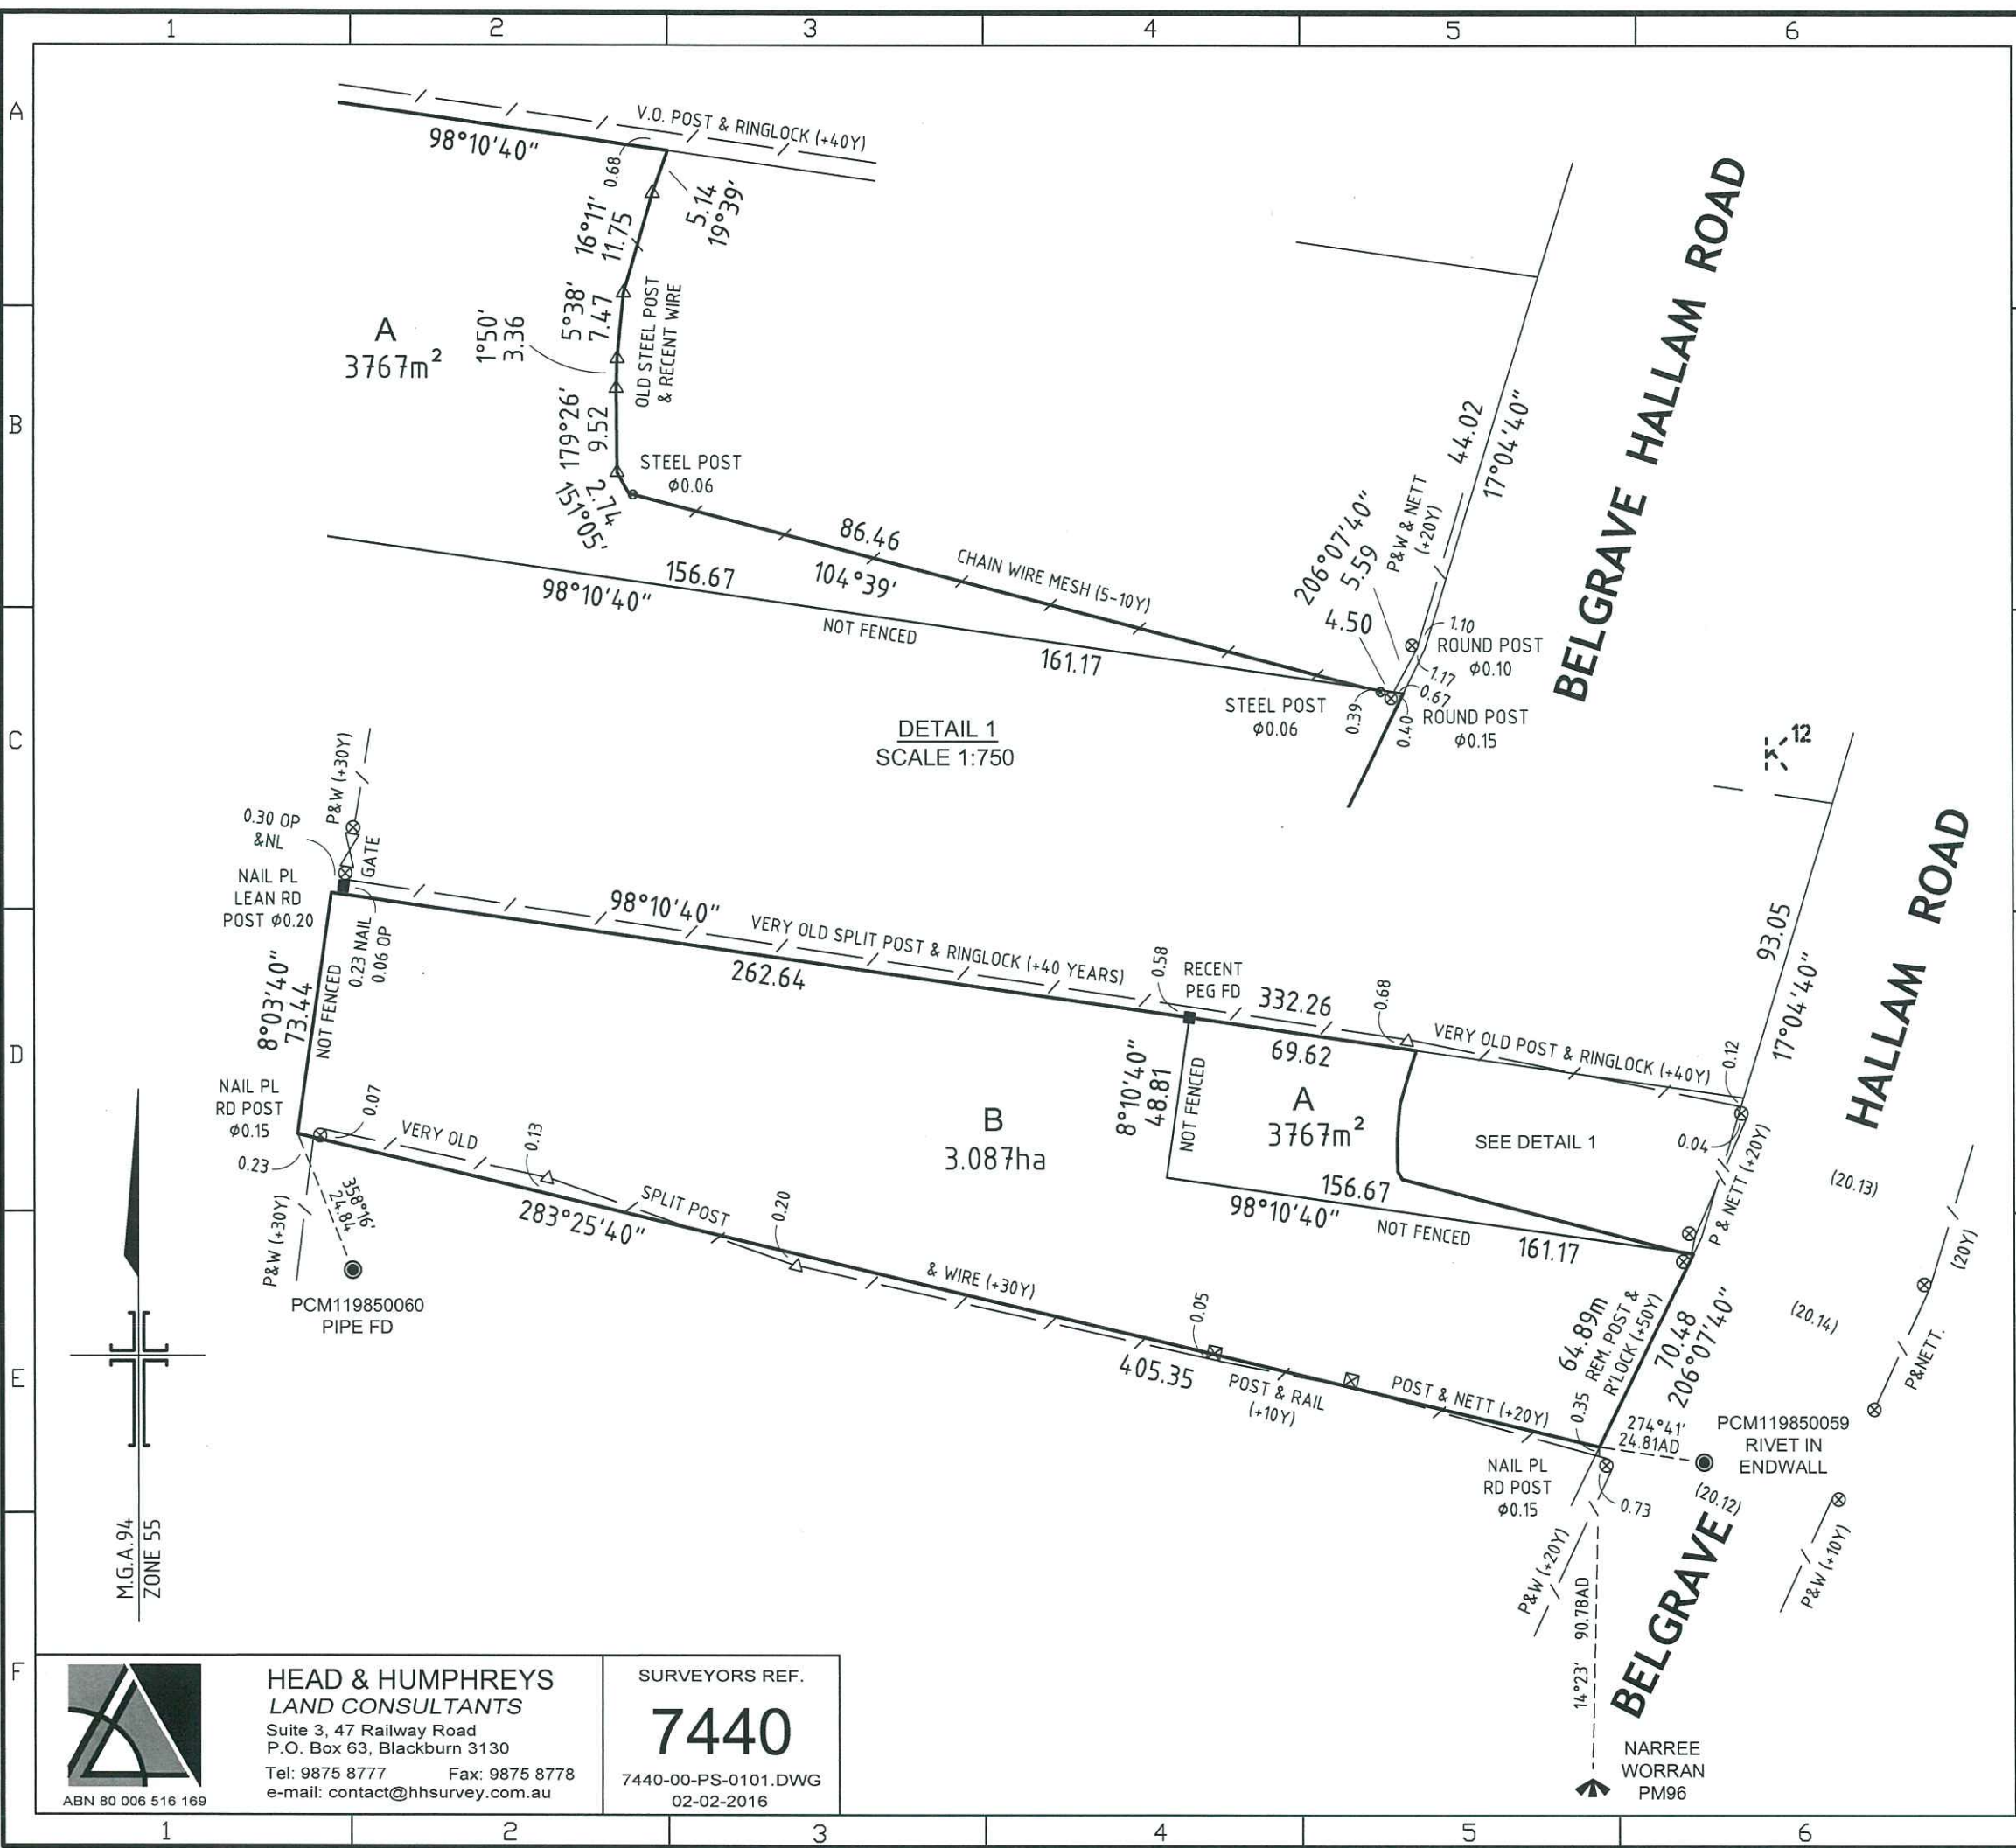 1
2
3
4
5
6
A
B
C
D
E
F
V.O. POST & RINGLOCK (+40Y)
98°10'40"
0.68
5.14
19°39'
16°11'
11.75
5°38'
7.47
1°50'
3.36
OLD STEEL POST
& RECENT WIRE
A
3767m²
179°26'
9.52
2.74
151°05'
STEEL POST
φ0.06
86.46
104°39'
CHAIN WIRE MESH (5-10Y)
156.67
98°10'40"
NOT FENCED
161.17
44.02
17°04'40"
P&W & NETT
(+20Y)
206°07'40"
5.59
4.50
1.10
ROUND POST
φ0.10
1.17
0.67
STEEL POST
φ0.06
0.39
0.40
ROUND POST
φ0.15
BELGRAVE HALLAM ROAD
DETAIL 1
SCALE 1:750
12
P&W (+30Y)
0.30 OP
&NL
GATE
NAIL PL
LEAN RD
POST φ0.20
0.23 NAIL
0.06 OP
98°10'40"
VERY OLD SPLIT POST & RINGLOCK (+40 YEARS)
262.64
0.58
RECENT
PEG FD
332.26
0.68
69.62
VERY OLD POST & RINGLOCK (+40Y)
0.12
93.05
17°04'40"
HALLAM ROAD
8°03'40"
73.44
NOT FENCED
NAIL PL
RD POST
φ0.15
0.07
0.23
VERY OLD
0.13
SPLIT POST
283°25'40"
0.20
& WIRE (+30Y)
P&W (+30Y)
358°16'
24.84
PCM119850060
PIPE FD
B
3.087ha
8°10'40"
48.81
NOT FENCED
A
3767m²
SEE DETAIL 1
0.04
P & NETT (+20Y)
156.67
98°10'40"
NOT FENCED
161.17
(20.13)
(20.14)
(20Y)
P&NETT.
0.05
405.35
POST & RAIL
(+10Y)
POST & NETT (+20Y)
64.89m
REM. POST &
R'LOCK (+50Y)
70.48
206°07'40"
0.35
274°41'
24.81AD
PCM119850059
RIVET IN
ENDWALL
NAIL PL
RD POST
φ0.15
0.73
(20.12)
P&W (+20Y)
P&W (+10Y)
14°23' 90.78AD
BELGRAVE
NARREE
WORRAN
PM96
M.G.A.94
ZONE 55
HEAD & HUMPHREYS
LAND CONSULTANTS
Suite 3, 47 Railway Road
P.O. Box 63, Blackburn 3130
Tel: 9875 8777 Fax: 9875 8778
e-mail: contact@hhsurvey.com.au
ABN 80 006 516 169
SURVEYORS REF.
7440
7440-00-PS-0101.DWG
02-02-2016
1
2
3
4
5
6